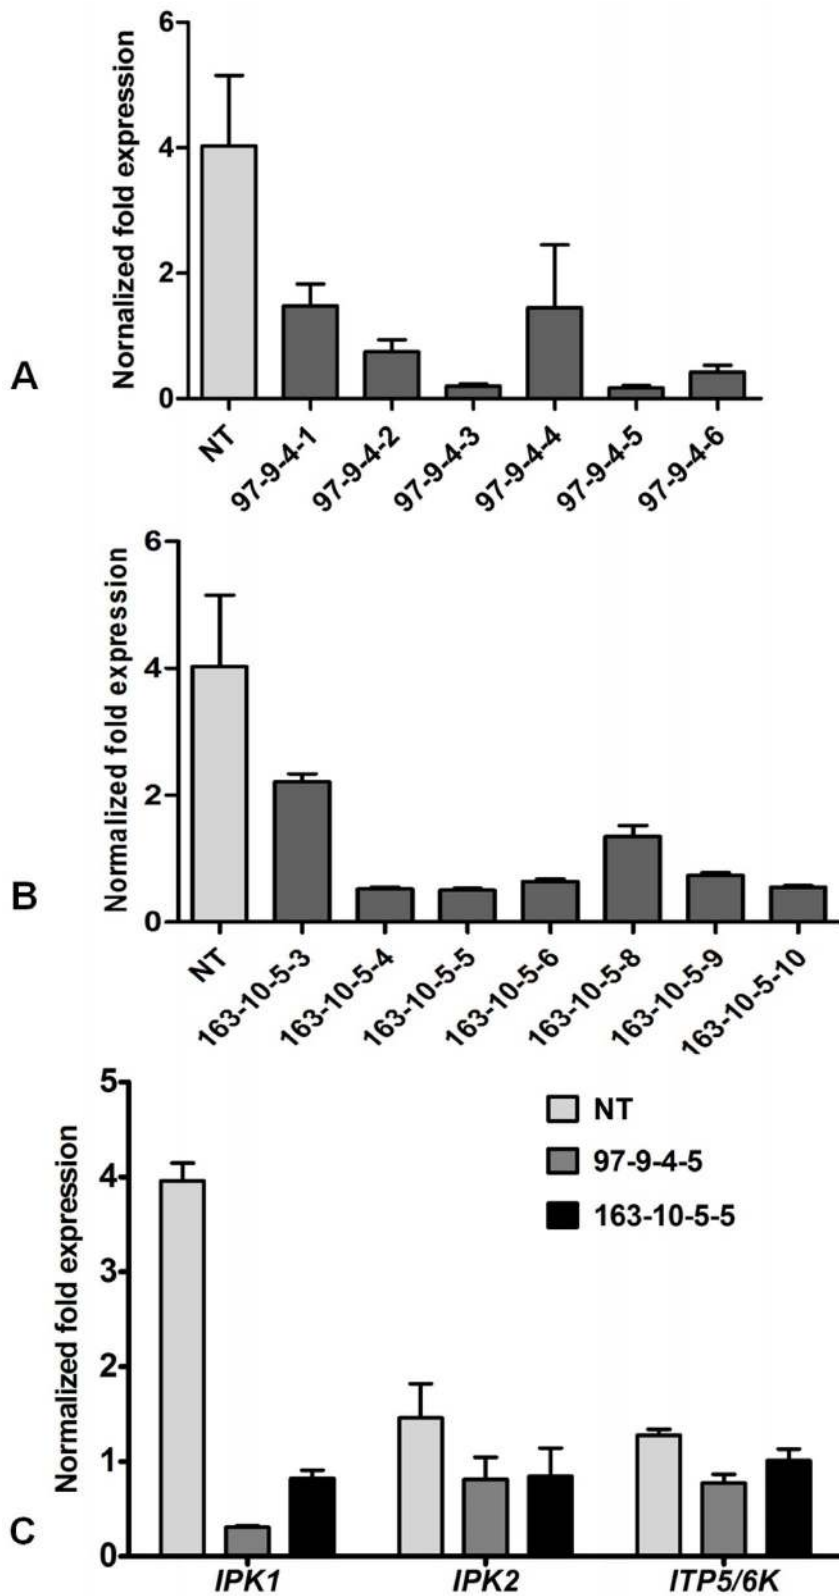 A
Nornalized fold expression
6
4
2
0
NT
97-9-4-1
97-9-4-2
97-9-4-3
97-9-4-4
97-9-4-5
97-9-4-6
B
Normalized fold expression
6
4
2
0
NT
163-10-5-3
163-10-5-4
163-10-5-5
163-10-5-6
163-10-5-8
163-10-5-9
163-10-5-10
C
Normalized fold expression
5
4
3
2
1
0
NT
97-9-4-5
163-10-5-5
IPK1
IPK2
ITP5/6K